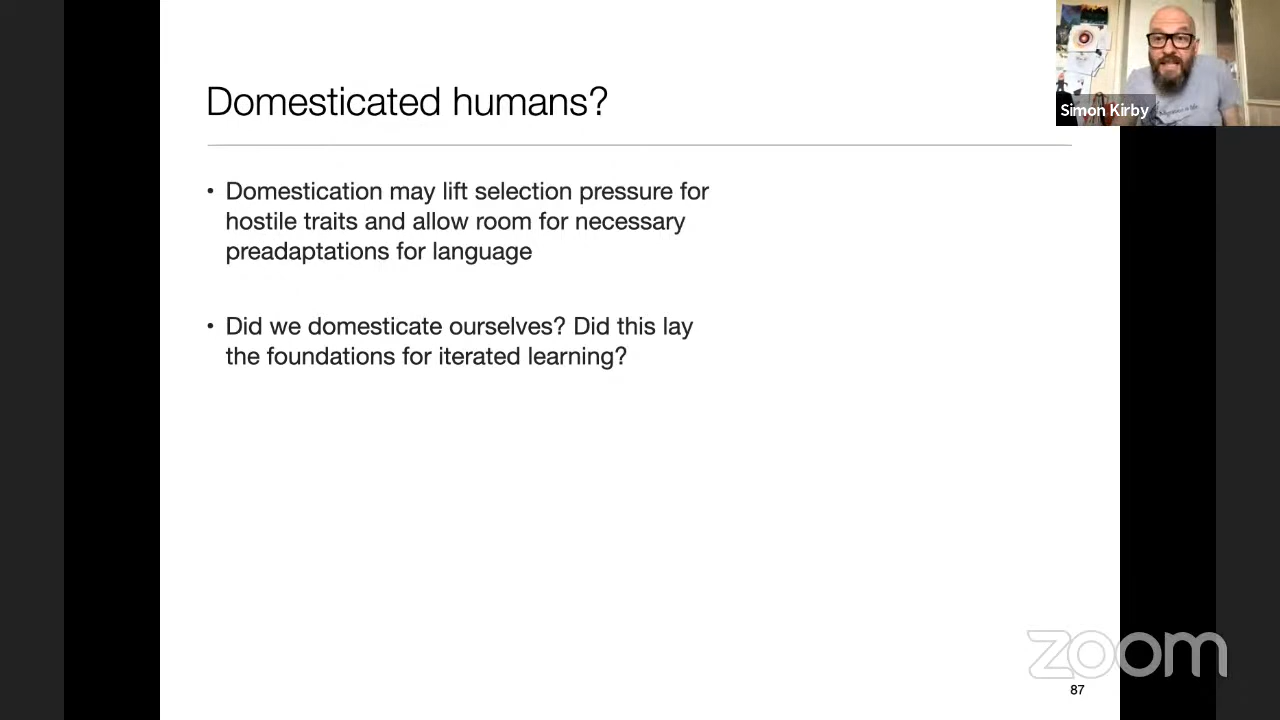 Domesticated humans?
Simon Kirby
• Domestication may lift selection pressure for
hostile traits and allow room for necessary
preadaptations for language
• Did we domesticate ourselves? Did this lay
the foundations for iterated learning?
zoom
87